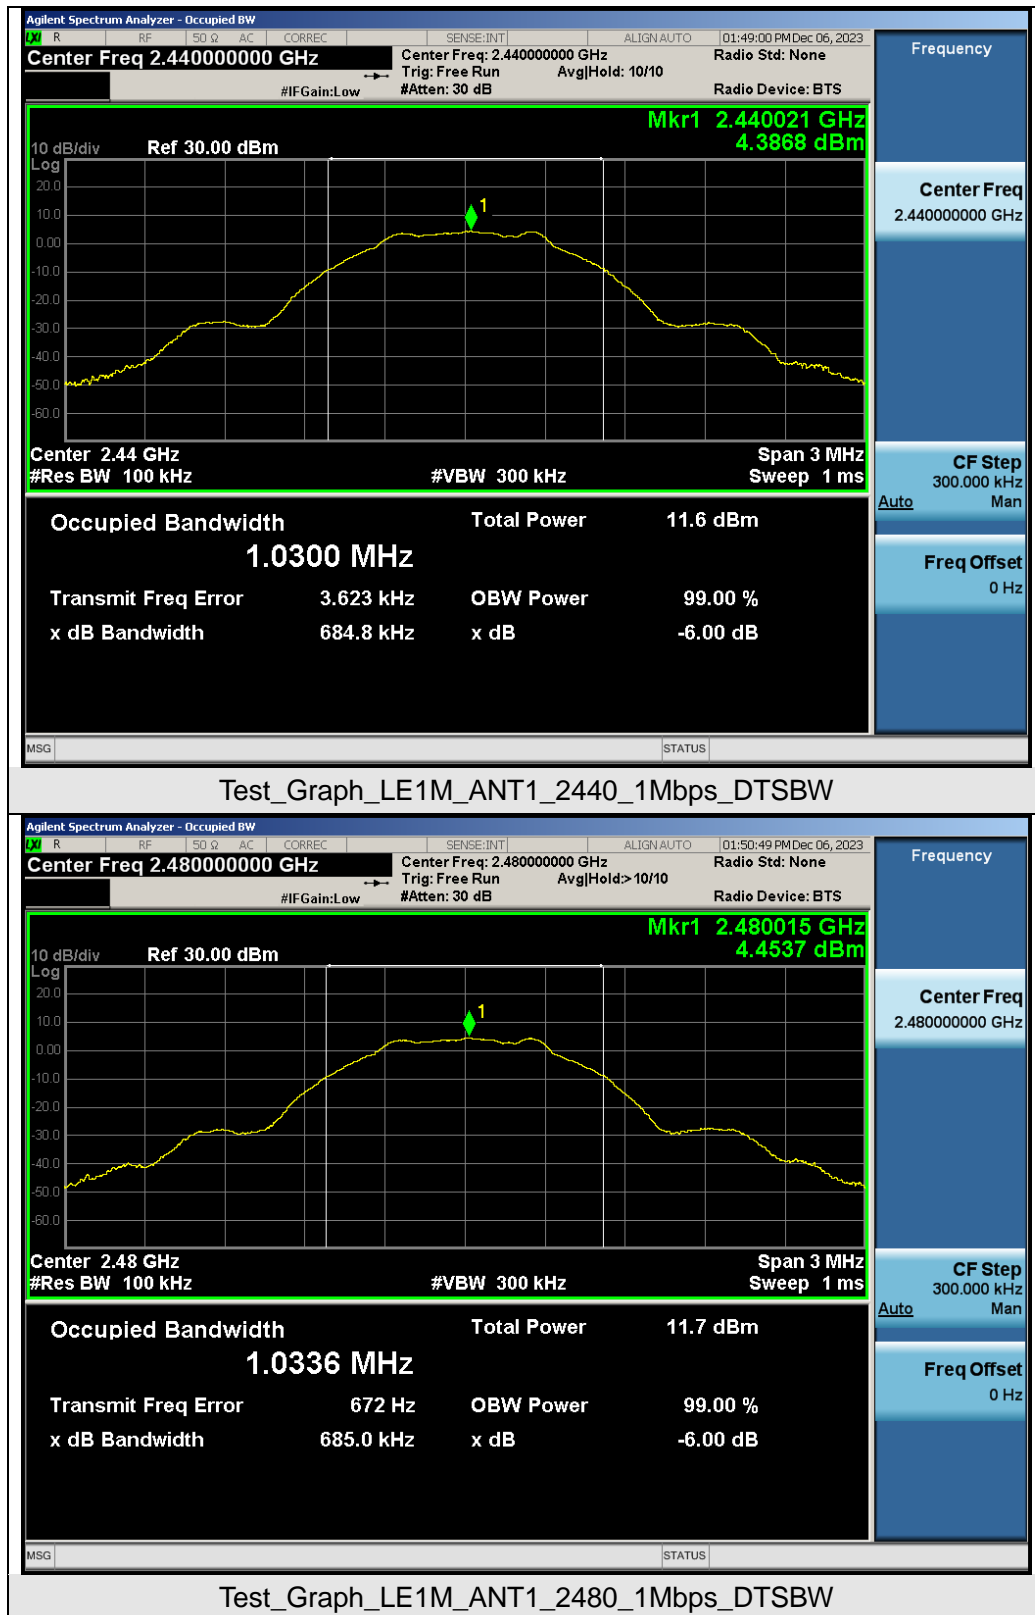 Agilent Spectrum Analyzer - Occupied BW
LXI R RF 50 Ω AC CORREC SENSE:INT ALIGN AUTO 01:49:00 PM Dec 06, 2023
Center Freq 2.440000000 GHz Center Freq: 2.440000000 GHz Radio Std: None
Trig: Free Run Avg|Hold: 10/10
#IFGain:Low #Atten: 30 dB Radio Device: BTS
Frequency
Mkr1 2.440021 GHz
4.3868 dBm
10 dB/div Ref 30.00 dBm
Log
20.0
10.0
0.00
-10.0
-20.0
-30.0
-40.0
-50.0
-60.0
1
Center 2.44 GHz Span 3 MHz
#Res BW 100 kHz #VBW 300 kHz Sweep 1 ms
Occupied Bandwidth Total Power 11.6 dBm
1.0300 MHz
Transmit Freq Error 3.623 kHz OBW Power 99.00 %
x dB Bandwidth 684.8 kHz x dB -6.00 dB
Center Freq
2.440000000 GHz
CF Step
300.000 kHz
Auto Man
Freq Offset
0 Hz
MSG STATUS
Test_Graph_LE1M_ANT1_2440_1Mbps_DTSBW
Agilent Spectrum Analyzer - Occupied BW
LXI R RF 50 Ω AC CORREC SENSE:INT ALIGN AUTO 01:50:49 PM Dec 06, 2023
Center Freq 2.480000000 GHz Center Freq: 2.480000000 GHz Radio Std: None
Trig: Free Run Avg|Hold:>10/10
#IFGain:Low #Atten: 30 dB Radio Device: BTS
Frequency
Mkr1 2.480015 GHz
4.4537 dBm
10 dB/div Ref 30.00 dBm
Log
20.0
10.0
0.00
-10.0
-20.0
-30.0
-40.0
-50.0
-60.0
1
Center 2.48 GHz Span 3 MHz
#Res BW 100 kHz #VBW 300 kHz Sweep 1 ms
Occupied Bandwidth Total Power 11.7 dBm
1.0336 MHz
Transmit Freq Error 672 Hz OBW Power 99.00 %
x dB Bandwidth 685.0 kHz x dB -6.00 dB
Center Freq
2.480000000 GHz
CF Step
300.000 kHz
Auto Man
Freq Offset
0 Hz
MSG STATUS
Test_Graph_LE1M_ANT1_2480_1Mbps_DTSBW